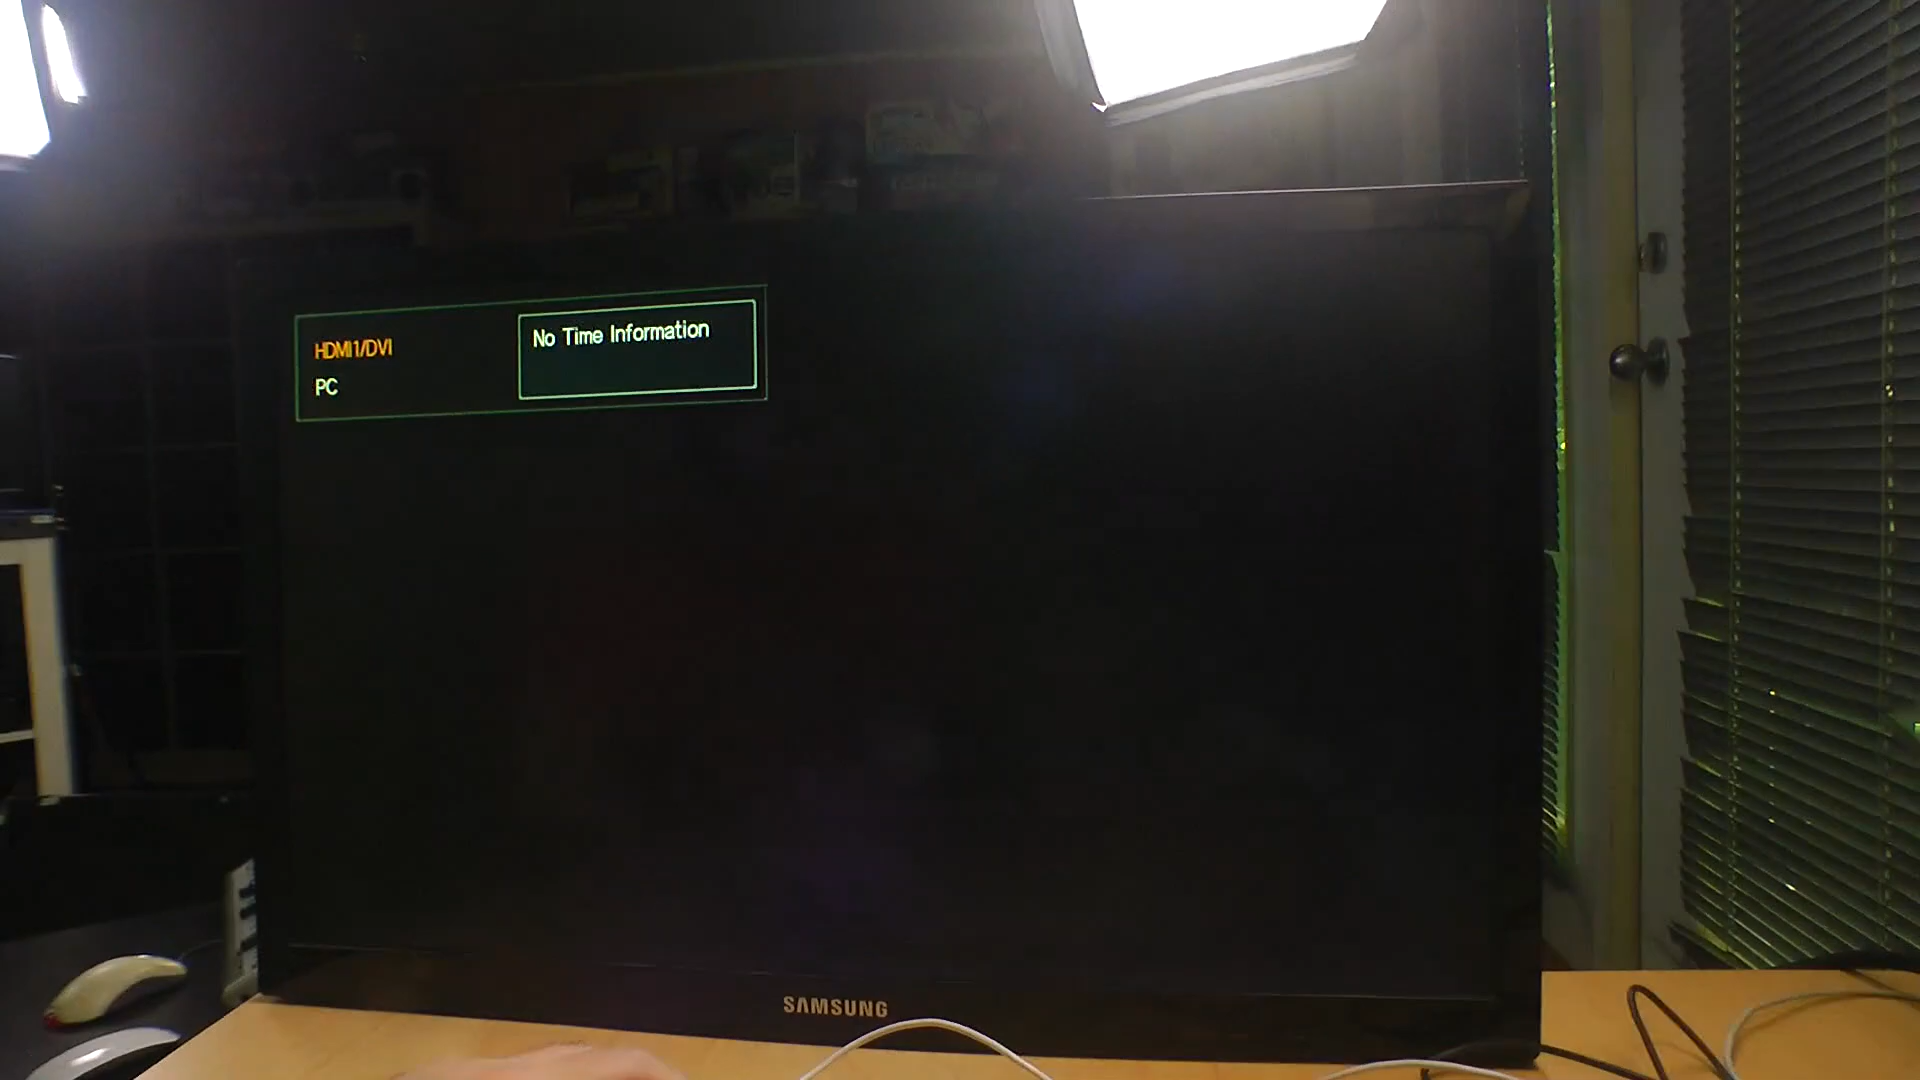 HDMI1/DVI
PC
No Time Information
SAMSUNG